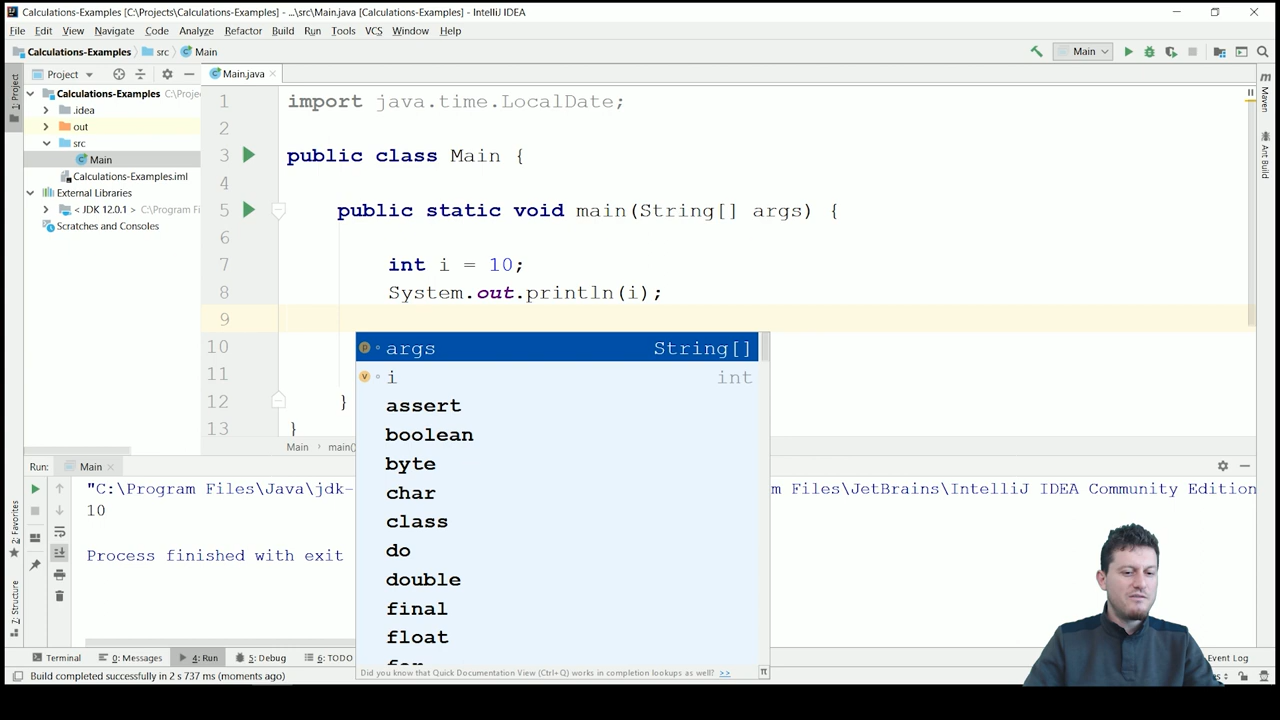 Calculations-Examples [C:\Projects\Calculations-Examples] - ...\src\Main.java [Calculations-Examples] - IntelliJ IDEA
File Edit View Navigate Code Analyze Refactor Build Run Tools VCS Window Help
Calculations-Examples src Main Main
1: Project
Project
Main.java
Calculations-Examples C:\Proje
.idea
out
src
Main
Calculations-Examples.iml
External Libraries
< JDK 12.0.1 > C:\Program Fi
Scratches and Consoles
1 import java.time.LocalDate;
2
3 public class Main {
4
5 public static void main(String[] args) {
6
7 int i = 10;
8 System.out.println(i);
9
10
11
12 }
13 }
args String[]
i int
assert
boolean
byte
char
class
do
double
final
float
for
Did you know that Quick Documentation View (Ctrl+Q) works in completion lookups as well? >>
π
Main main()
Maven
Ant Build
Run: Main
"C:\Program Files\Java\jdk- m Files\JetBrains\IntelliJ IDEA Community Edition
10
Process finished with exit
2: Favorites
7: Structure
Terminal 0: Messages 4: Run 5: Debug 6: TODO Event Log
Build completed successfully in 2 s 737 ms (moments ago)